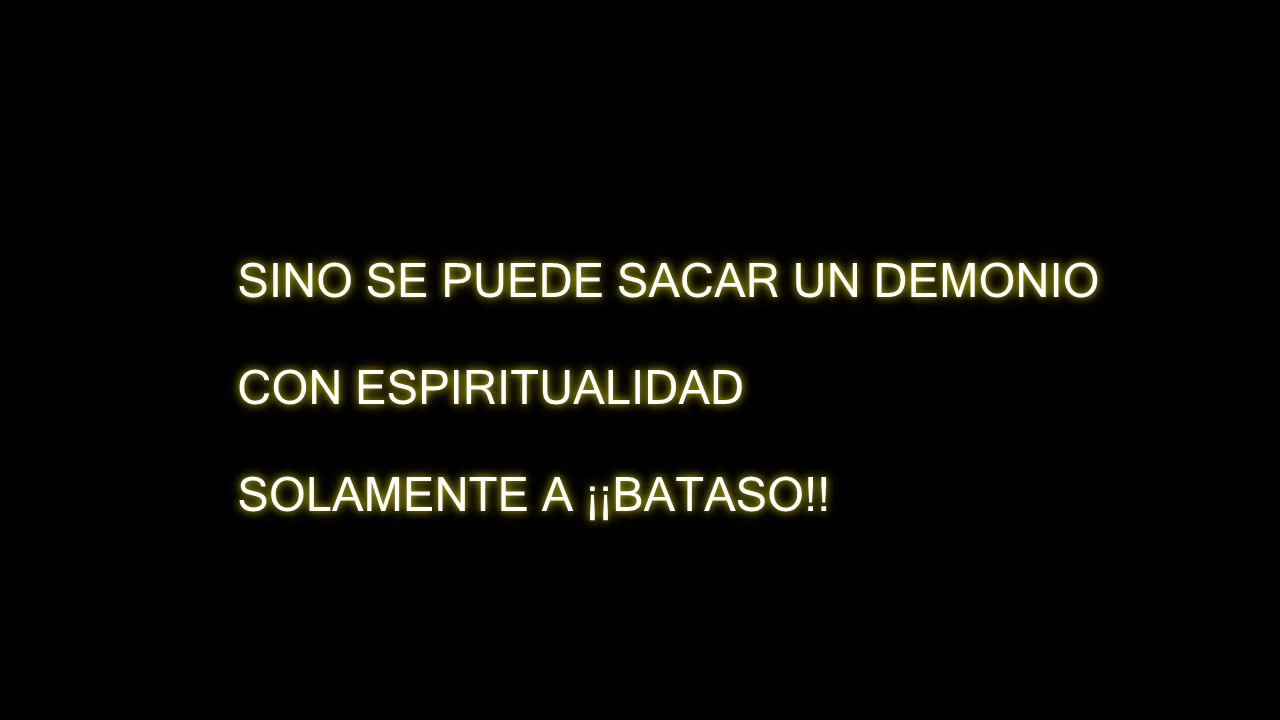 SINO SE PUEDE SACAR UN DEMONIO
CON ESPIRITUALIDAD
SOLAMENTE A ¡¡BATASO!!